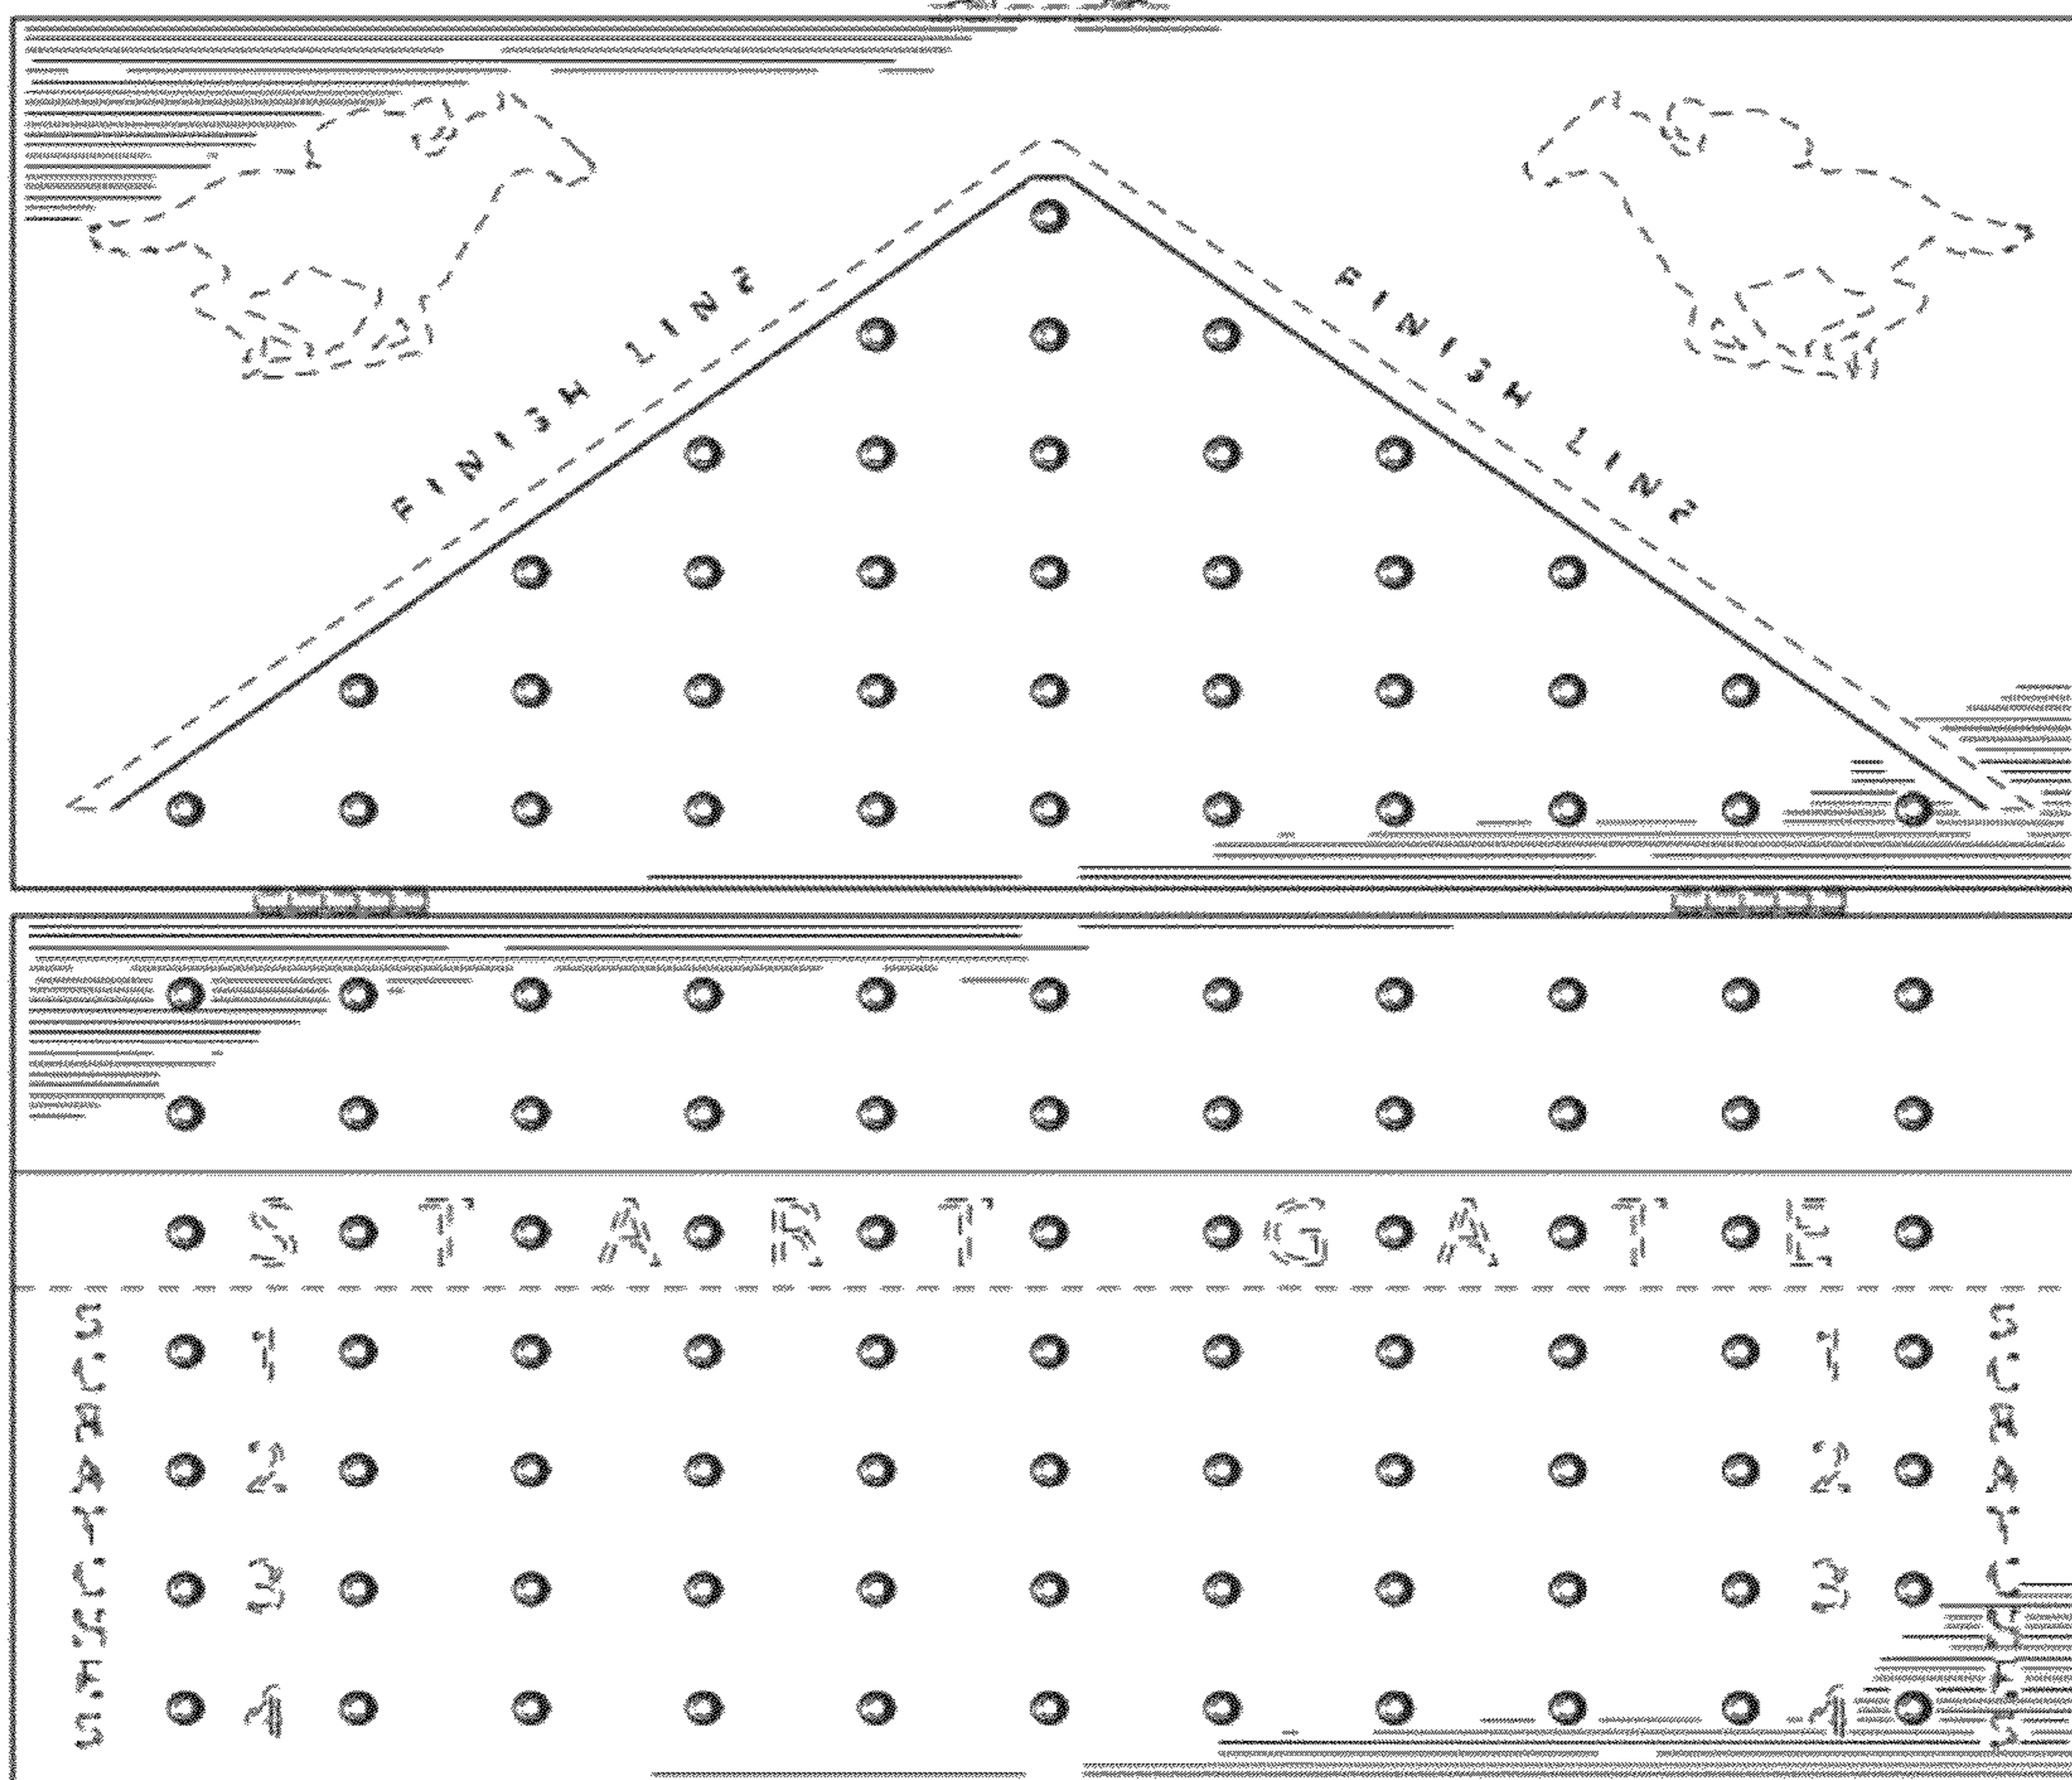 FINISH LINE
FINISH LINE
START GATE
SCRATCHES
SCRATCHES
1 1
2 2
3 3
4 4